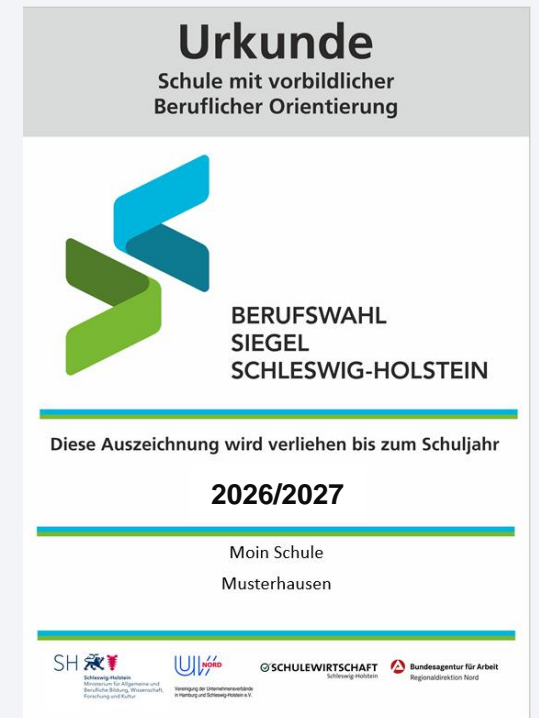 Urkunde
Schule mit vorbildlicher
Beruflicher Orientierung
BERUFSWAHL
SIEGEL
SCHLESWIG-HOLSTEIN
Diese Auszeichnung wird verliehen bis zum Schuljahr
2026/2027
Moin Schule
Musterhausen
SH
Schleswig-Holstein
Ministerium für Allgemeine und
Berufliche Bildung, Wissenschaft,
Forschung und Kultur
UV NORD
Vereinigung der Unternehmensverbände
in Hamburg und Schleswig-Holstein e.V.
SCHULEWIRTSCHAFT
Schleswig-Holstein
Bundesagentur für Arbeit
Regionaldirektion Nord